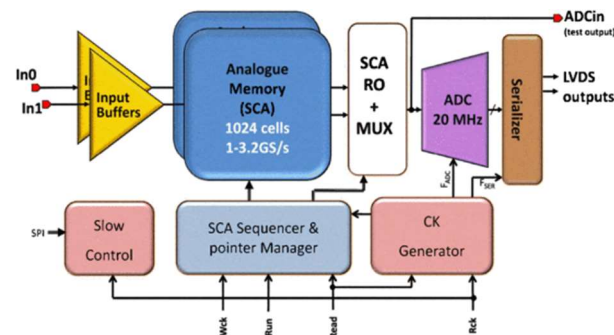 ADCin
(test output)
In0
In1
Input
Buffers
Analogue
Memory
(SCA)
1024 cells
1-3.2GS/s
SCA
RO
+
MUX
ADC
20 MHz
Serializer
LVDS
outputs
FADC
FSER
SPI
Slow
Control
SCA Sequencer &
pointer Manager
CK
Generator
Wck
Run
Read
Rck